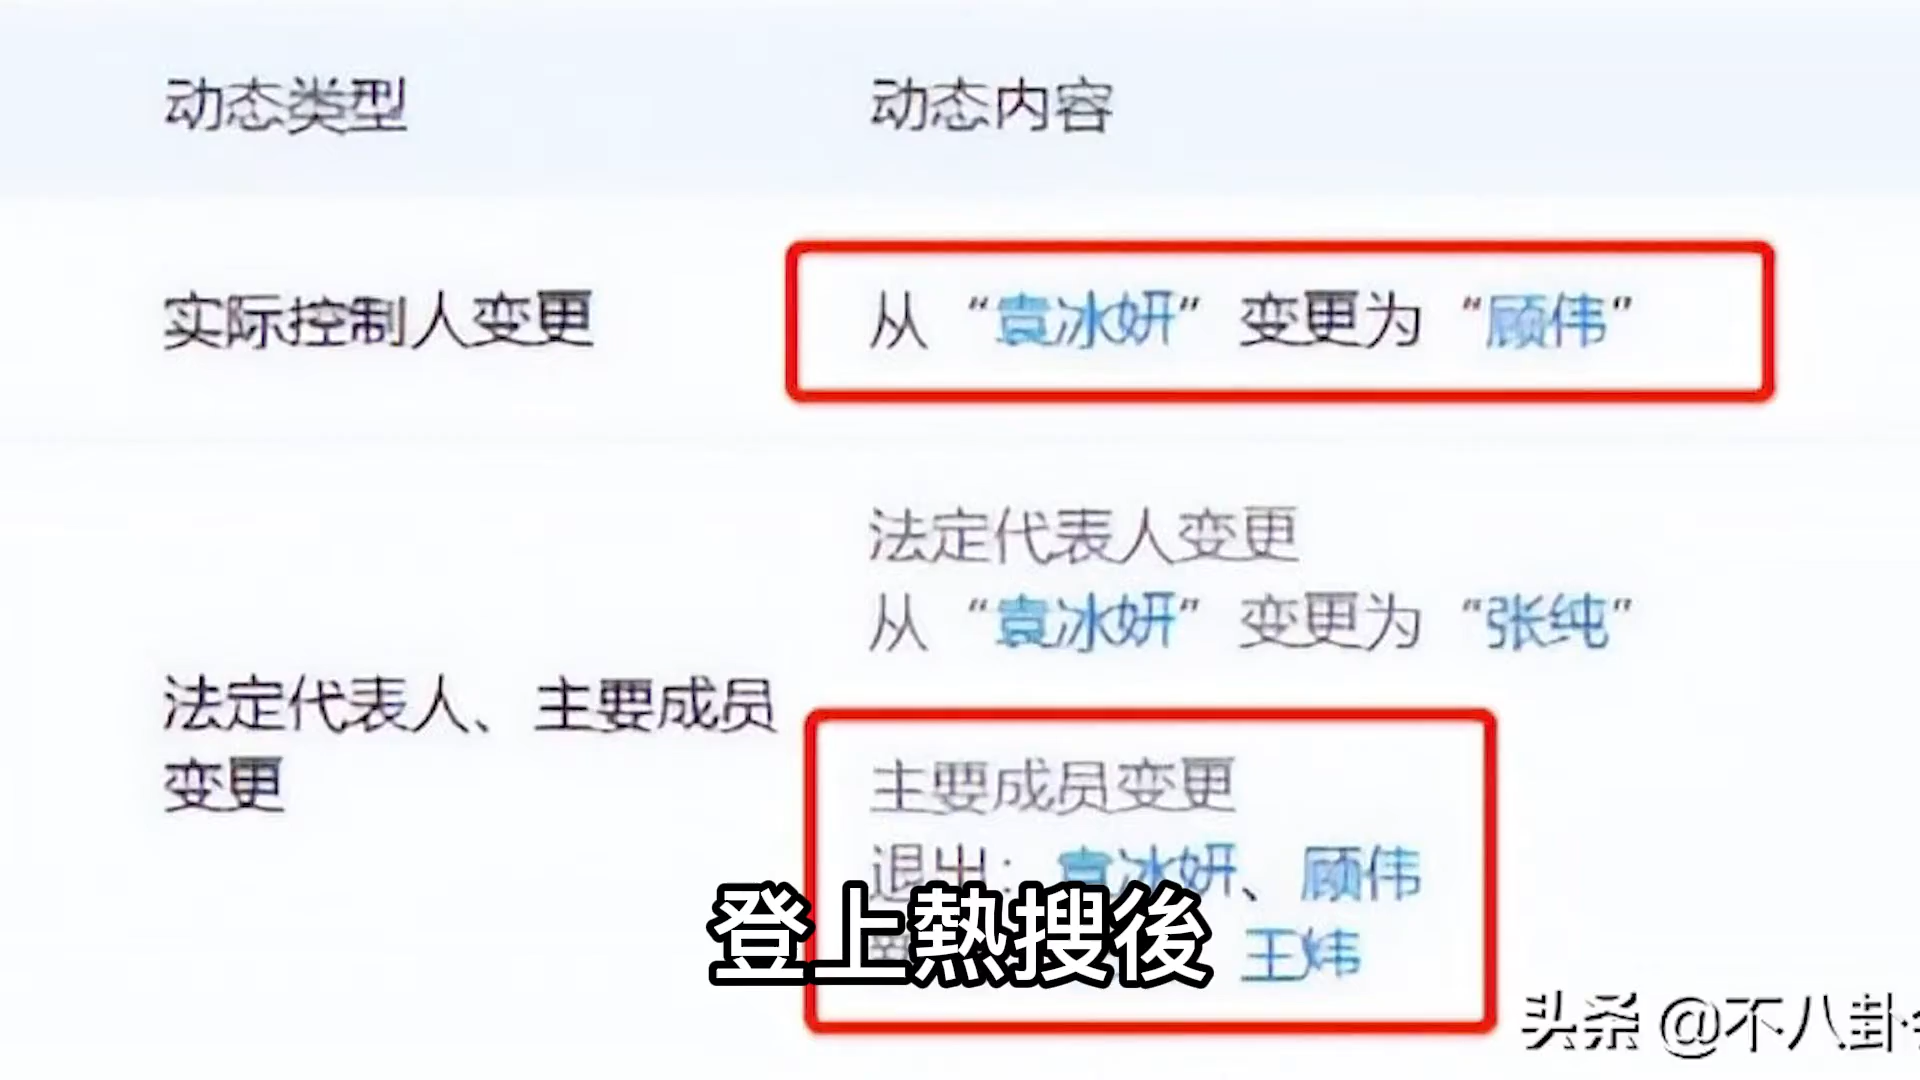 动态类型
动态内容
实际控制人变更
从“袁冰妍”变更为“顾伟”
法定代表人变更
从“袁冰妍”变更为“张纯”
法定代表人、主要成员
变更
主要成员变更
退出：袁冰妍、顾伟
王炜
登上熱搜後
头条 @不八卦